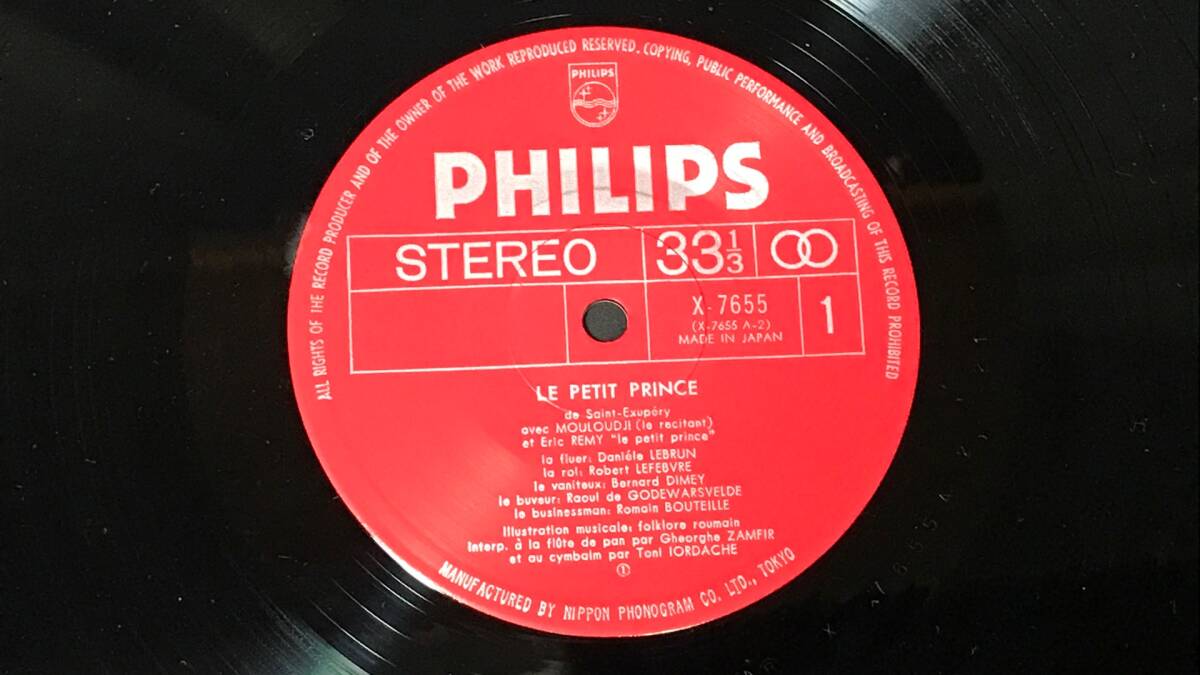 ALL RIGHTS OF THE RECORD PRODUCER AND OF THE OWNER OF THE WORK REPRODUCED RESERVED. COPYING, PUBLIC PERFORMANCE AND BROADCASTING OF THIS RECORD PROHIBITED
PHILIPS
PHILIPS
STEREO 33 1/3
X-7655 1
(X-7655 A-2)
MADE IN JAPAN
LE PETIT PRINCE
de Saint-Exupéry
avec MOULOUDJI (le recitant)
et Eric REMY "le petit prince"
la fluer: Daniéle LEBRUN
la roi: Robert LEFEBVRE
le vaniteux: Bernard DIMEY
le buveur: Raoul de GODEWARSVELDE
le businessman: Romain BOUTEILLE
Illustration musicale: folklore roumain
Interp. à la flûte de pan par Gheorghe ZAMFIR
et au cymbalm par Toni IORDACHE
①
MANUFACTURED BY NIPPON PHONOGRAM CO. LTD., TOKYO